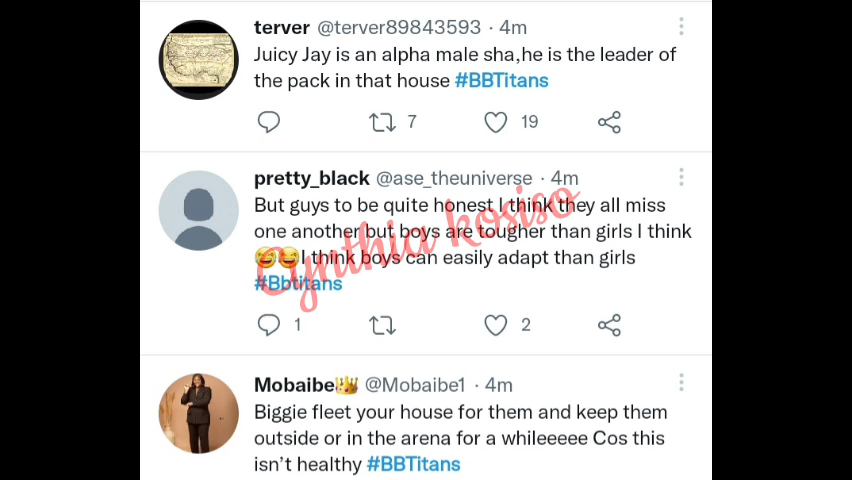 terver @terver89843593 · 4m
Juicy Jay is an alpha male sha,he is the leader of
the pack in that house #BBTitans
7 19
pretty_black @ase_theuniverse · 4m
But guys to be quite honest I think they all miss
one another but boys are tougher than girls I think
😂😂I think boys can easily adapt than girls
#Bbtitans
Cynthia kosiso
1 2
Mobaibe👑 @Mobaibe1 · 4m
Biggie fleet your house for them and keep them
outside or in the arena for a whileeeee Cos this
isn't healthy #BBTitans